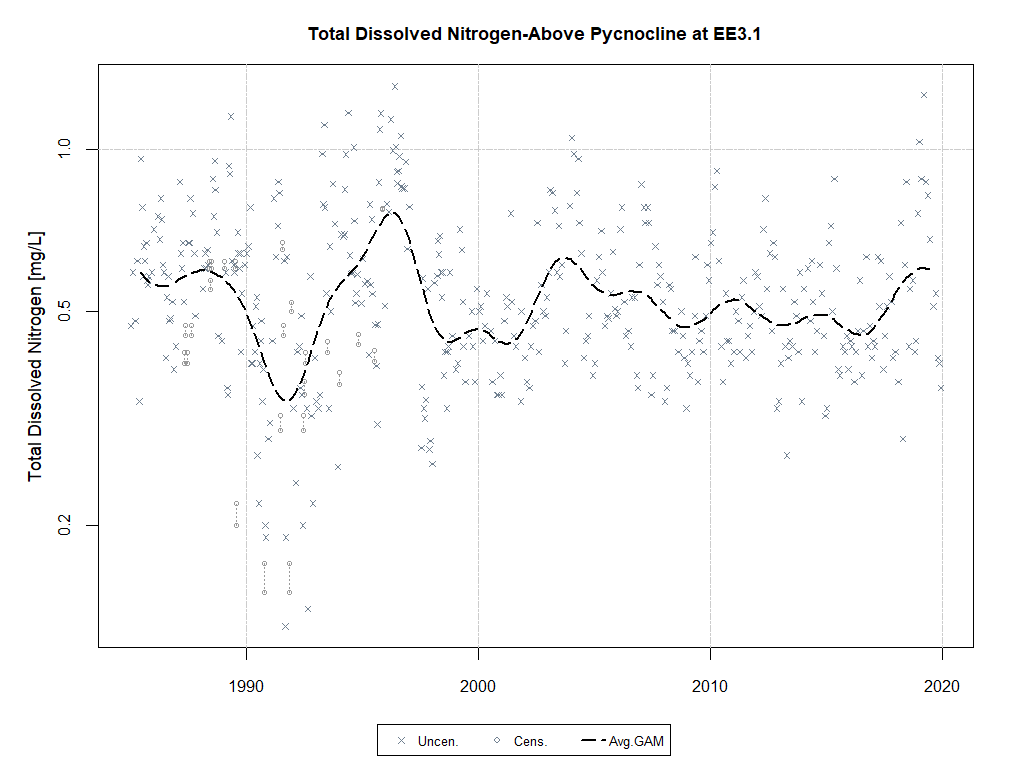 Total Dissolved Nitrogen-Above Pycnocline at EE3.1
Total Dissolved Nitrogen [mg/L]
1.0
0.5
0.2
1990 2000 2010 2020
Uncen. Cens. Avg.GAM